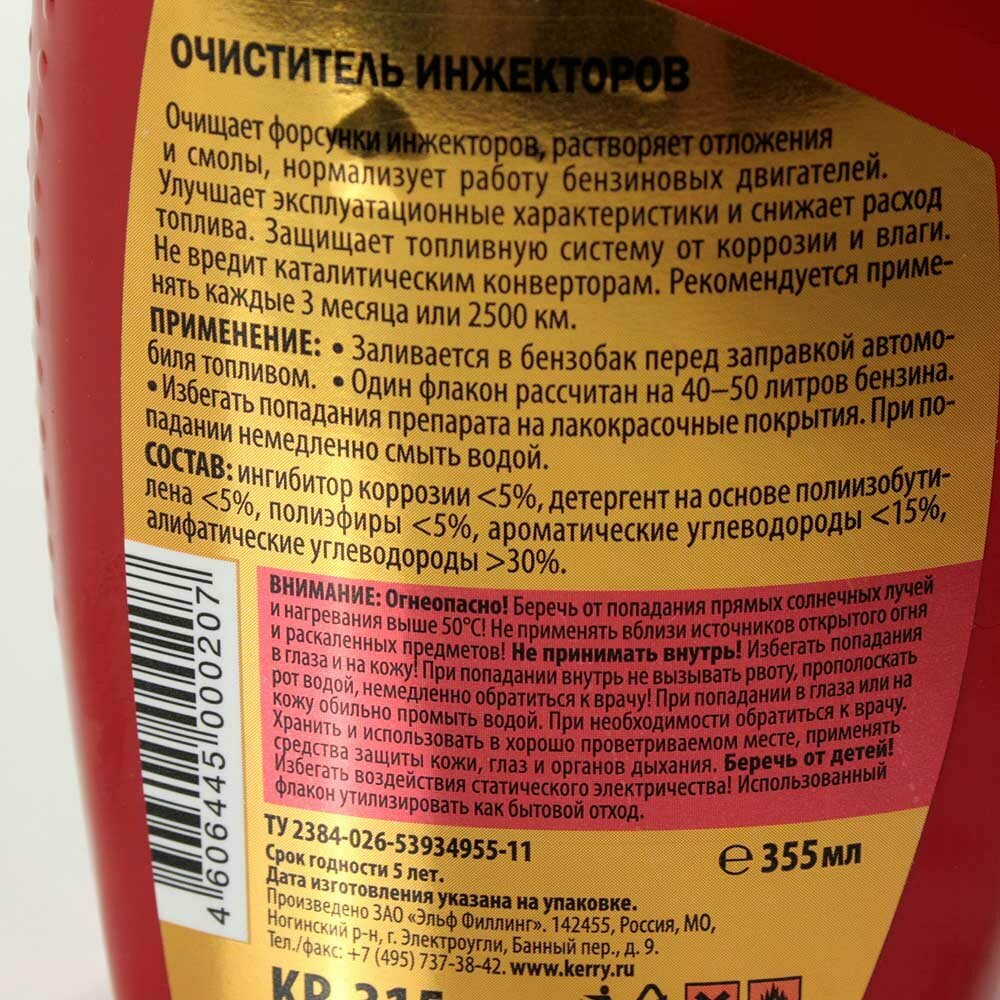 ОЧИСТИТЕЛЬ ИНЖЕКТОРОВ
Очищает форсунки инжекторов, растворяет отложения
и смолы, нормализует работу бензиновых двигателей.
Улучшает эксплуатационные характеристики и снижает расход
топлива. Защищает топливную систему от коррозии и влаги.
Не вредит каталитическим конверторам. Рекомендуется приме-
нять каждые 3 месяца или 2500 км.
ПРИМЕНЕНИЕ: • Заливается в бензобак перед заправкой автомо-
биля топливом. • Один флакон рассчитан на 40–50 литров бензина.
• Избегать попадания препарата на лакокрасочные покрытия. При по-
падании немедленно смыть водой.
СОСТАВ: ингибитор коррозии <5%, детергент на основе полиизобути-
лена <5%, полиэфиры <5%, ароматические углеводороды <15%,
алифатические углеводороды >30%.
ВНИМАНИЕ: Огнеопасно! Беречь от попадания прямых солнечных лучей
и нагревания выше 50°С! Не применять вблизи источников открытого огня
и раскаленных предметов! Не принимать внутрь! Избегать попадания
в глаза и на кожу! При попадании внутрь не вызывать рвоту, прополоскать
рот водой, немедленно обратиться к врачу! При попадании в глаза или на
кожу обильно промыть водой. При необходимости обратиться к врачу.
Хранить и использовать в хорошо проветриваемом месте, применять
средства защиты кожи, глаз и органов дыхания. Беречь от детей!
Избегать воздействия статического электричества! Использованный
флакон утилизировать как бытовой отход.
4 606445 000207
ТУ 2384-026-53934955-11
℮ 355мл
Срок годности 5 лет.
Дата изготовления указана на упаковке.
Произведено ЗАО «Эльф Филлинг». 142455, Россия, МО,
Ногинский р-н, г. Электроугли, Банный пер., д. 9.
Тел./факс: +7 (495) 737-38-42. www.kerry.ru
KR-315